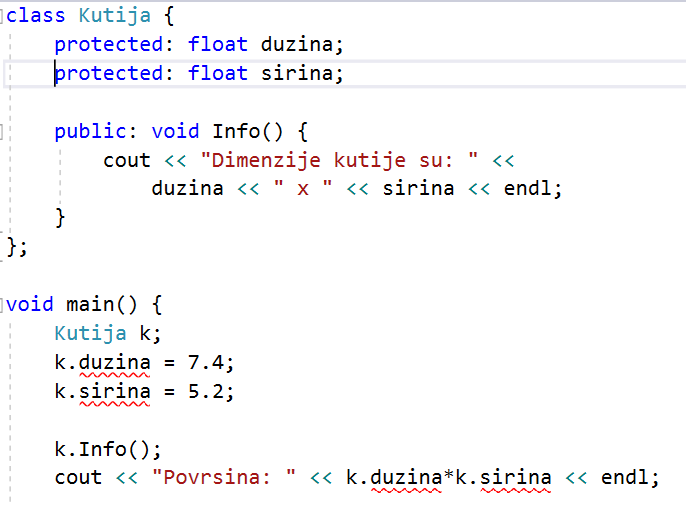 class Kutija {
    protected: float duzina;
    protected: float sirina;

    public: void Info() {
        cout << "Dimenzije kutije su: " <<
            duzina << " x " << sirina << endl;
    }
};

void main() {
    Kutija k;
    k.duzina = 7.4;
    k.sirina = 5.2;

    k.Info();
    cout << "Povrsina: " << k.duzina*k.sirina << endl;